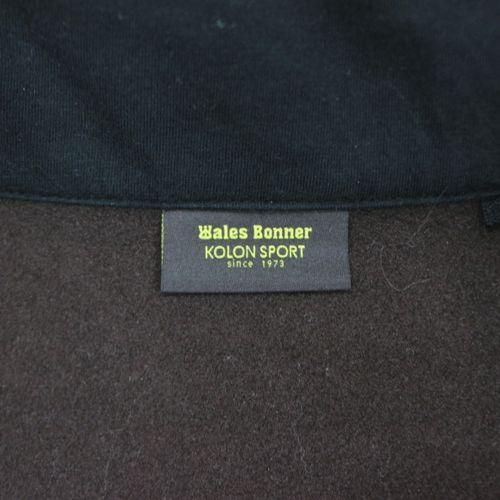 Wales Bonner
KOLON SPORT
since 1973